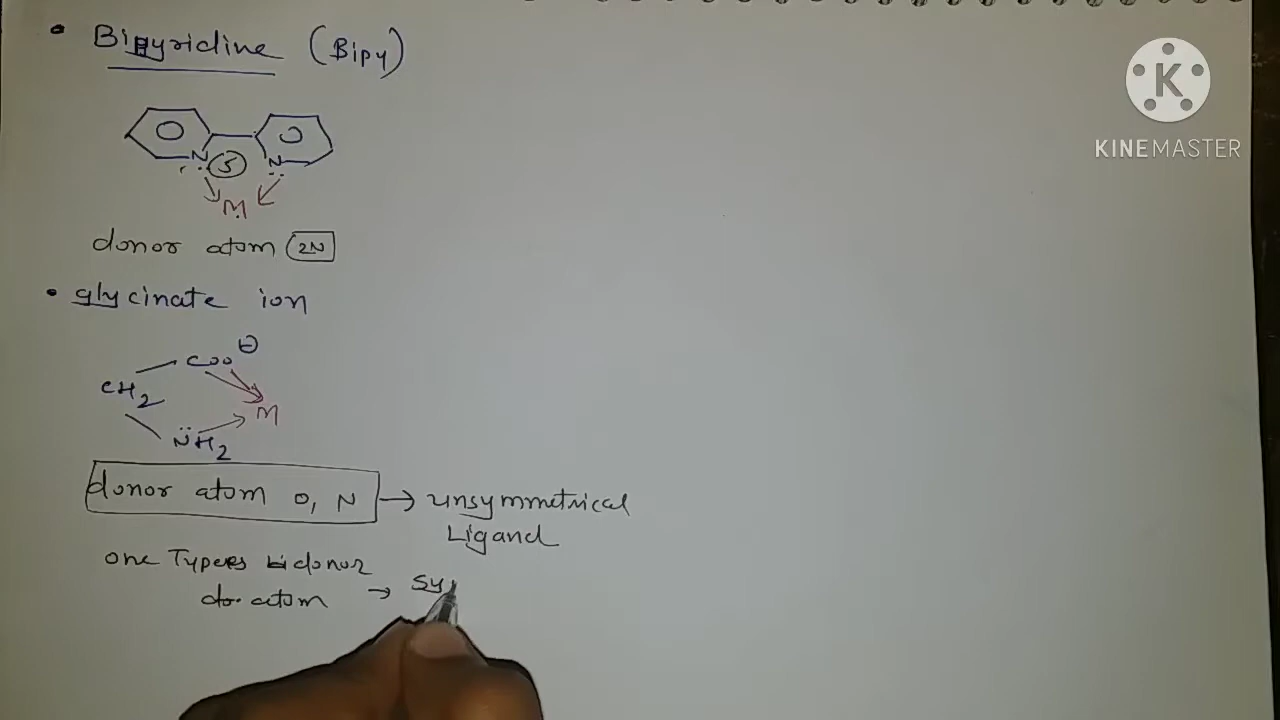 • Bipyridine (Bipy)
N 5 N
M
donor atom 2N
• glycinate ion
COO ⊖
CH2
M
NH2
donor atom O, N → unsymmetrical
Ligand
one Types donor
atom → Sy
K
KINEMASTER